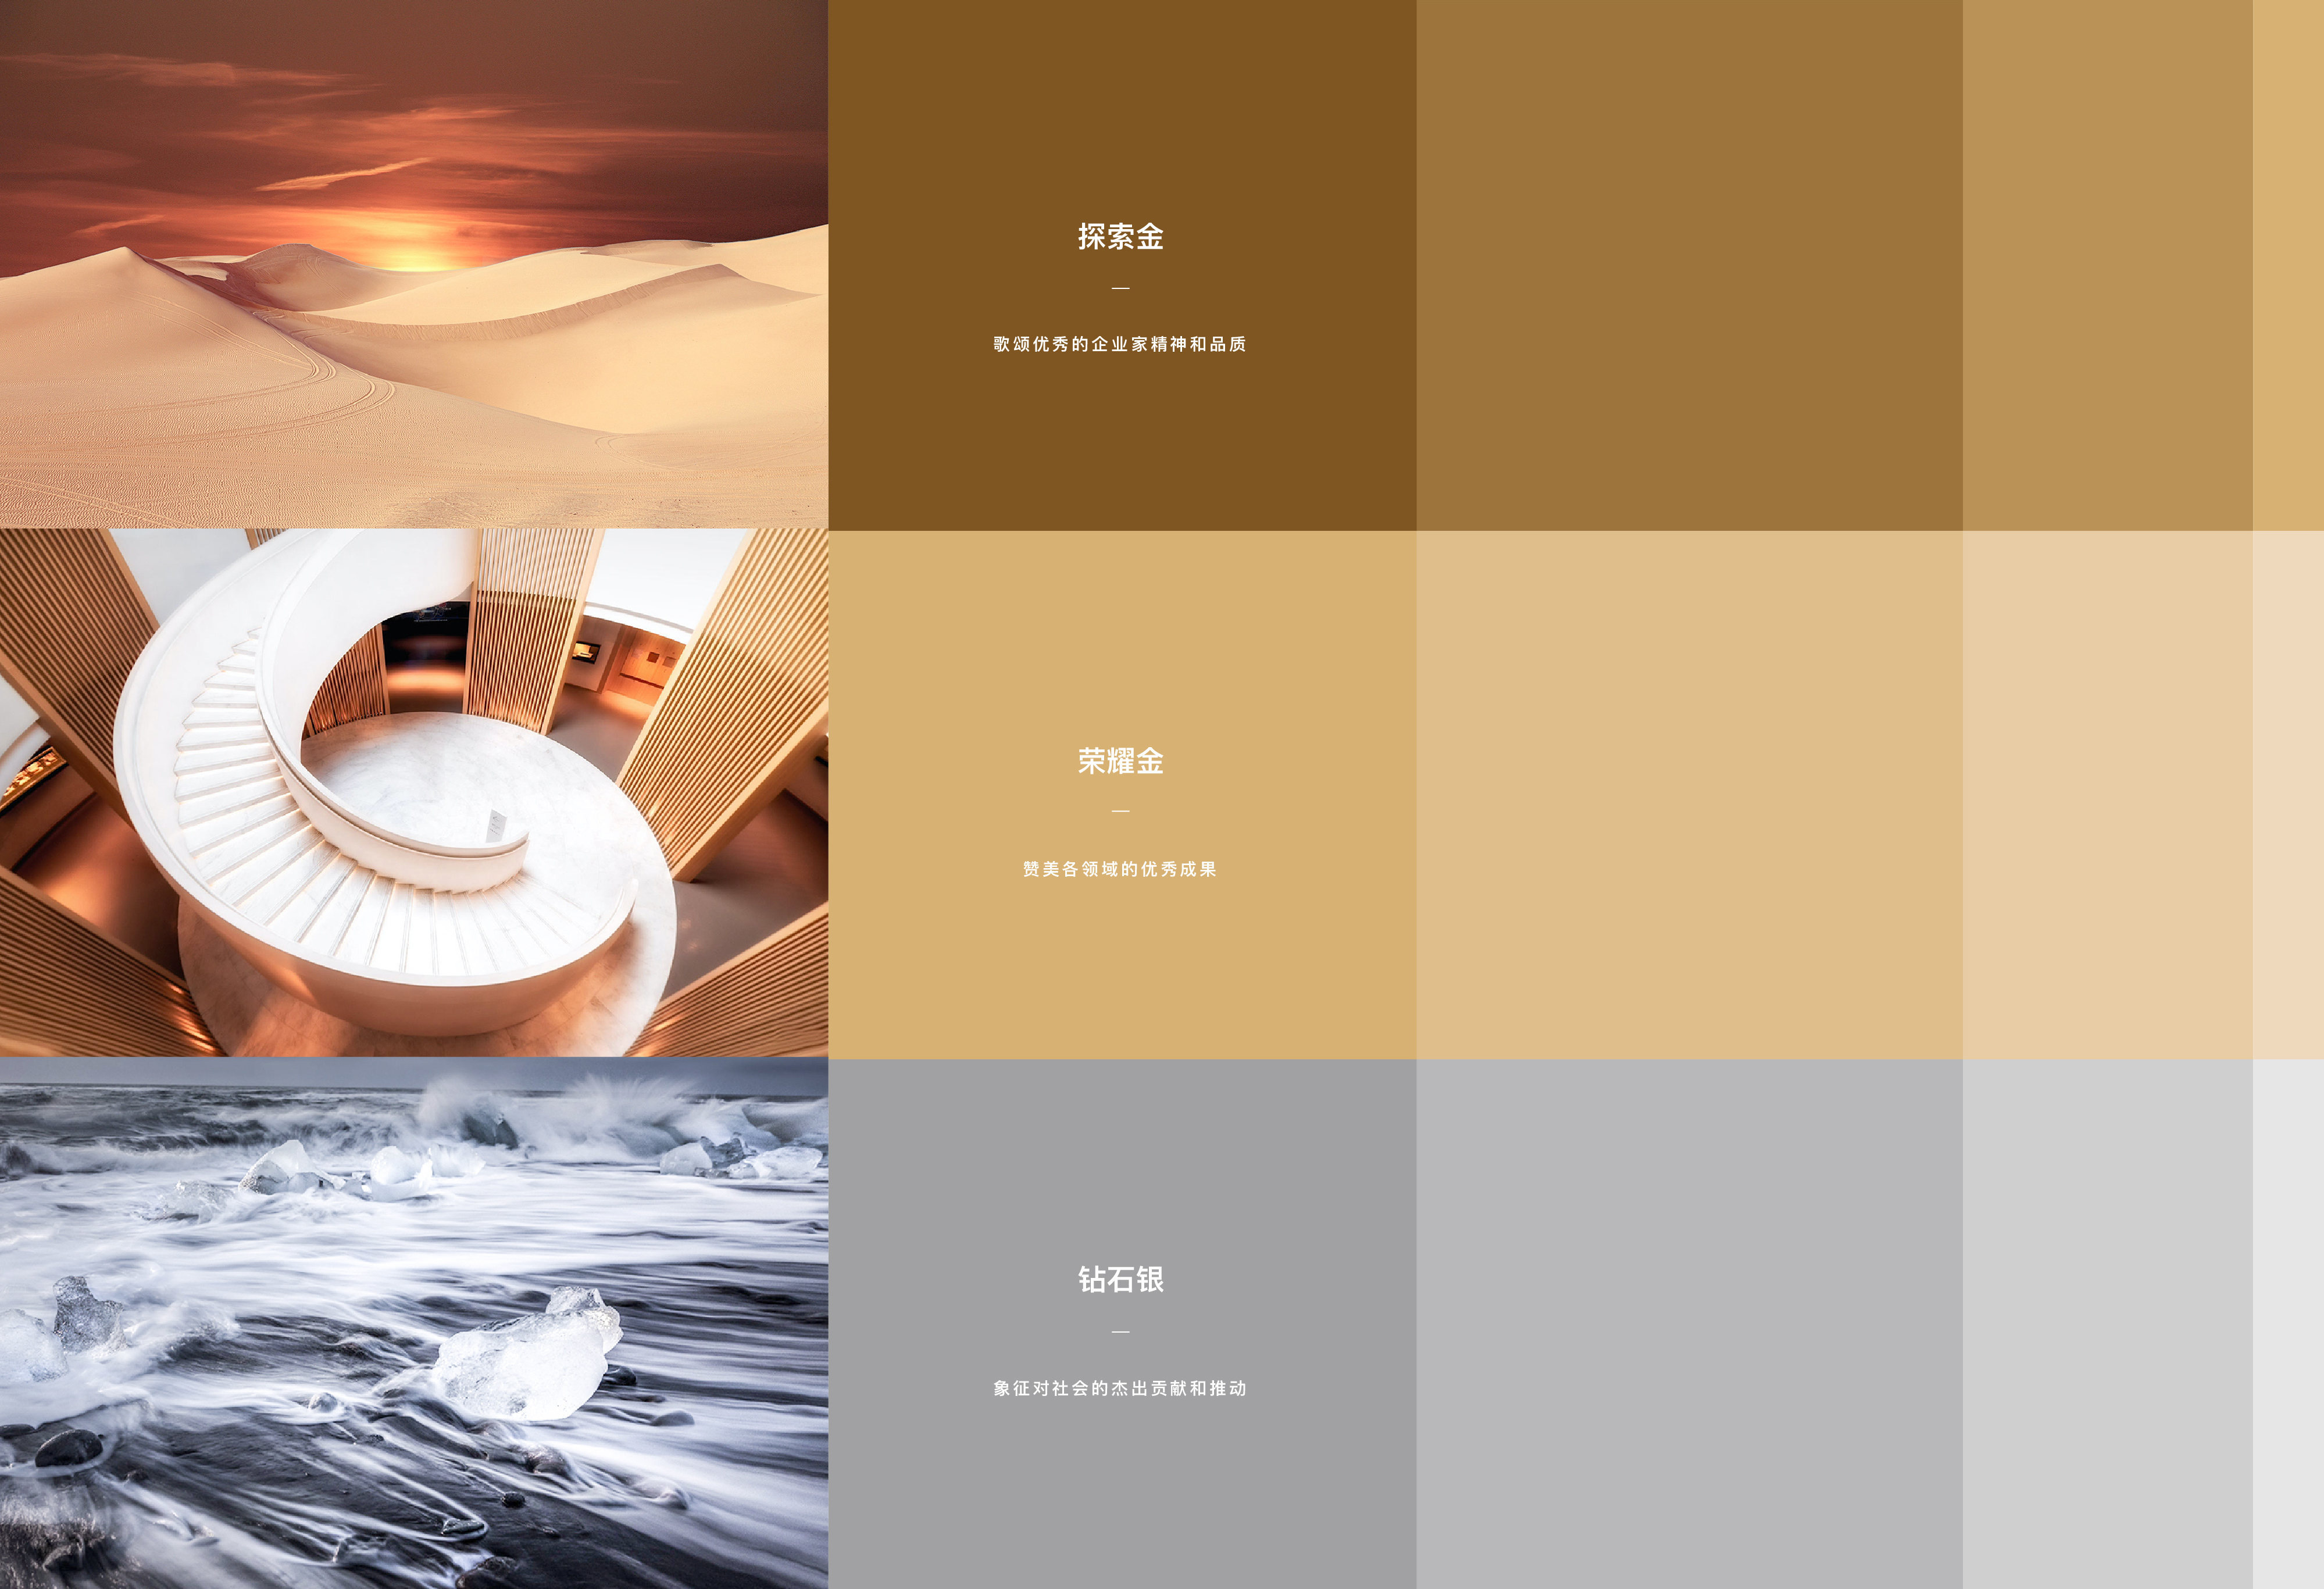 探索金
—
歌颂优秀的企业家精神和品质
荣耀金
—
赞美各领域的优秀成果
钻石银
—
象征对社会的杰出贡献和推动